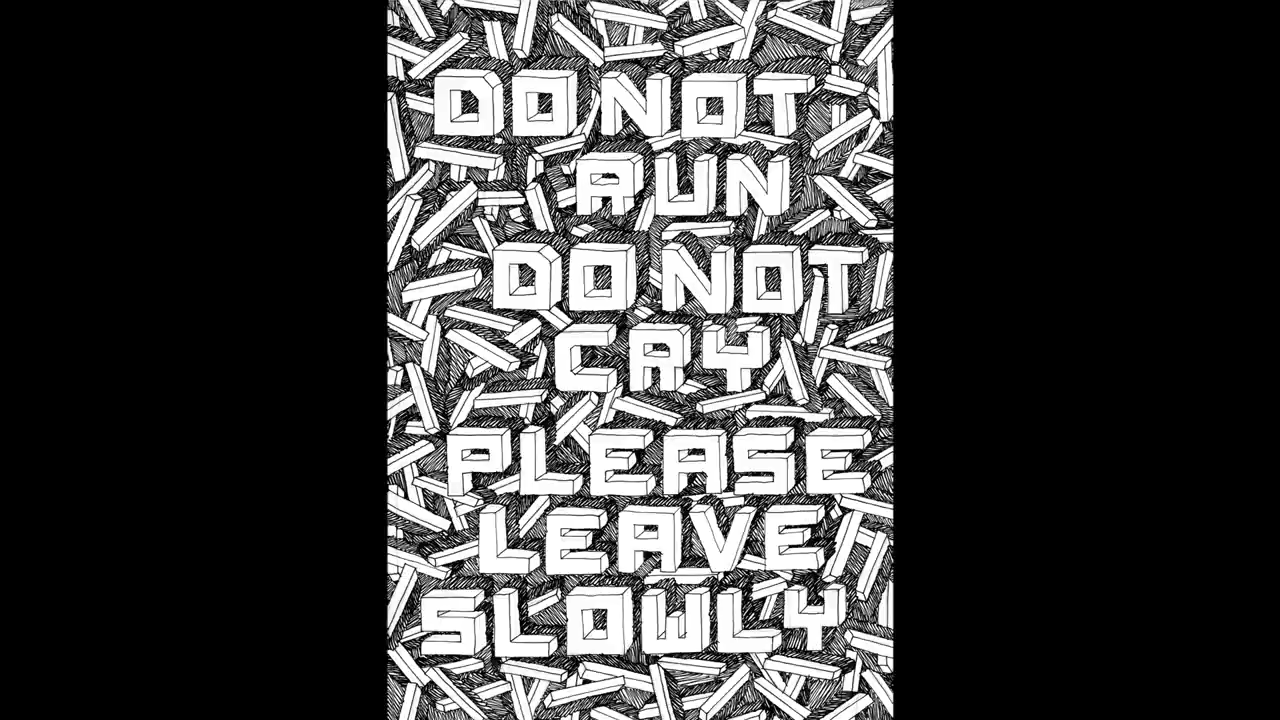 DO NOT
RUN
DO NOT
CRY
PLEASE
LEAVE
SLOWLY